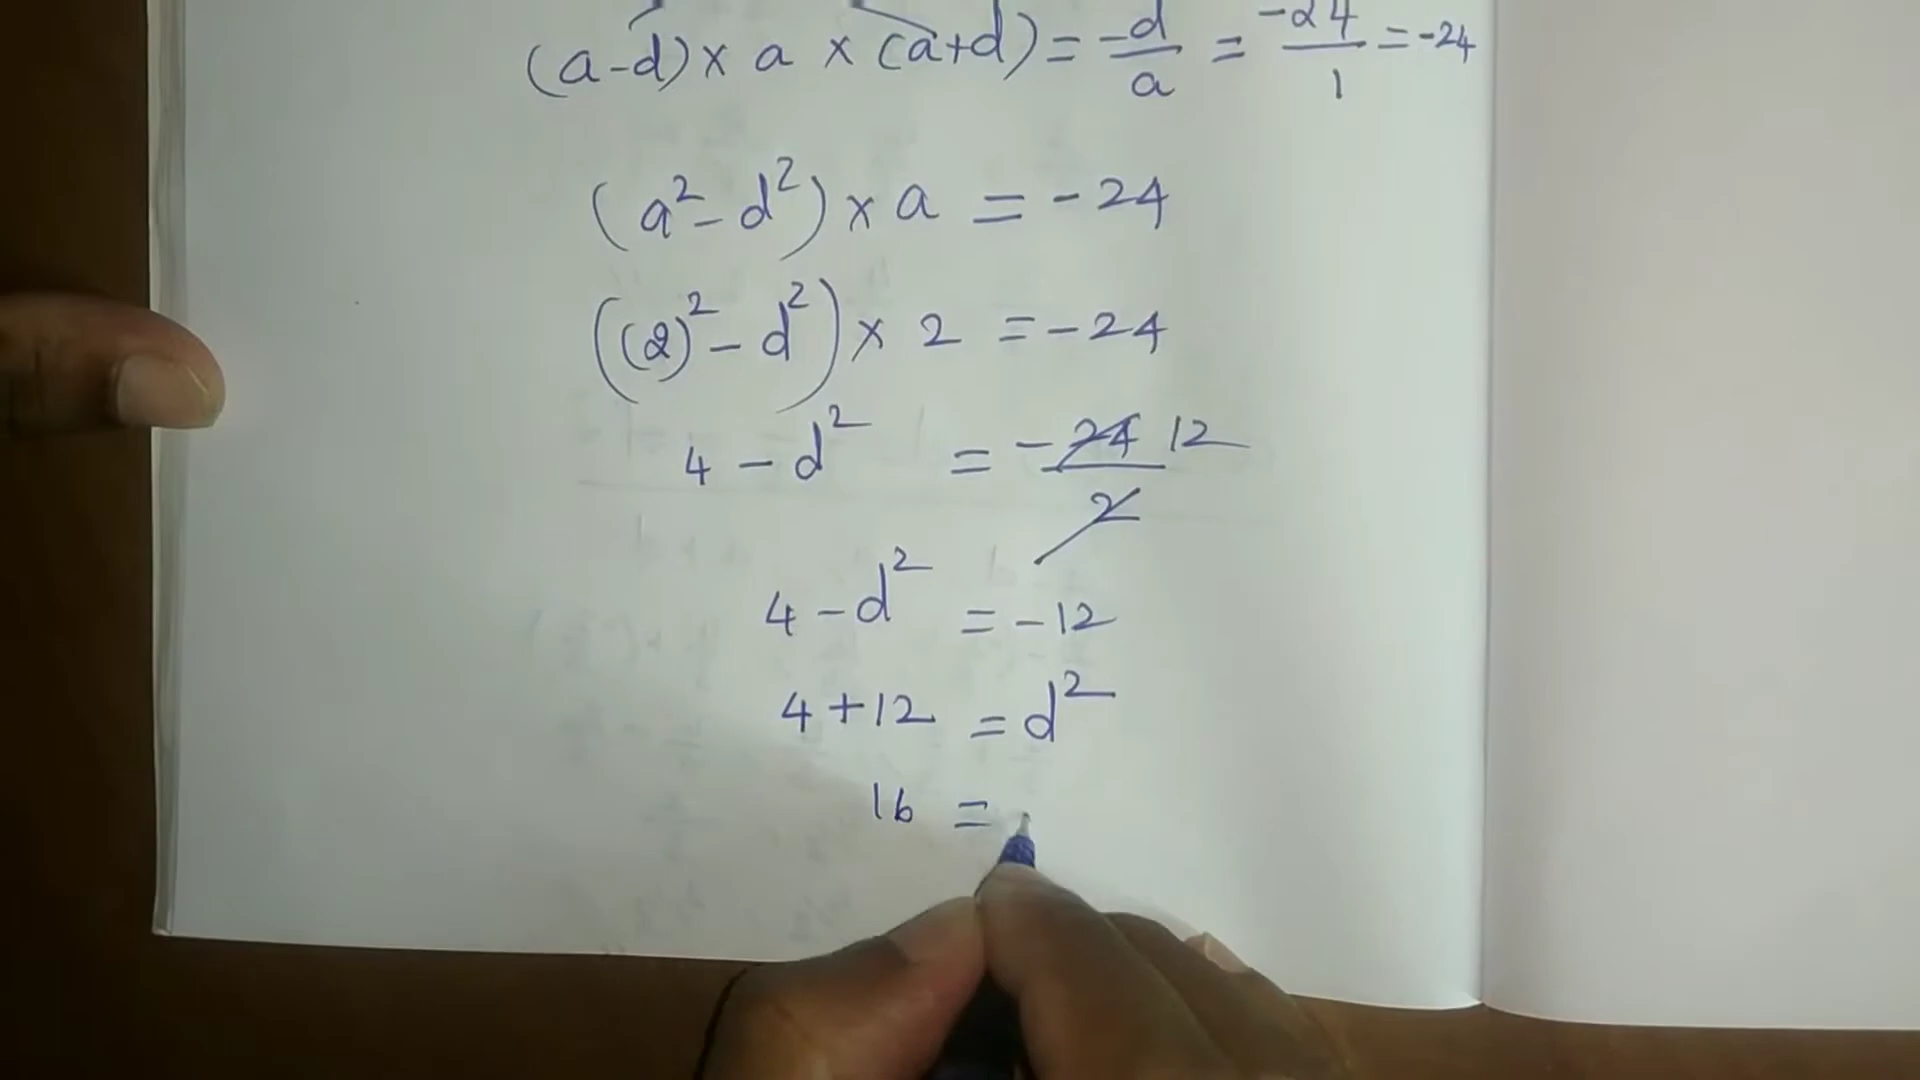 (a-d) × a × (a+d) = -d/a = -24/1 = -24
(a² - d²) × a = -24
((2)² - d²) × 2 = -24
4 - d² = -24/2 12
4 - d² = -12
4 + 12 = d²
16 =